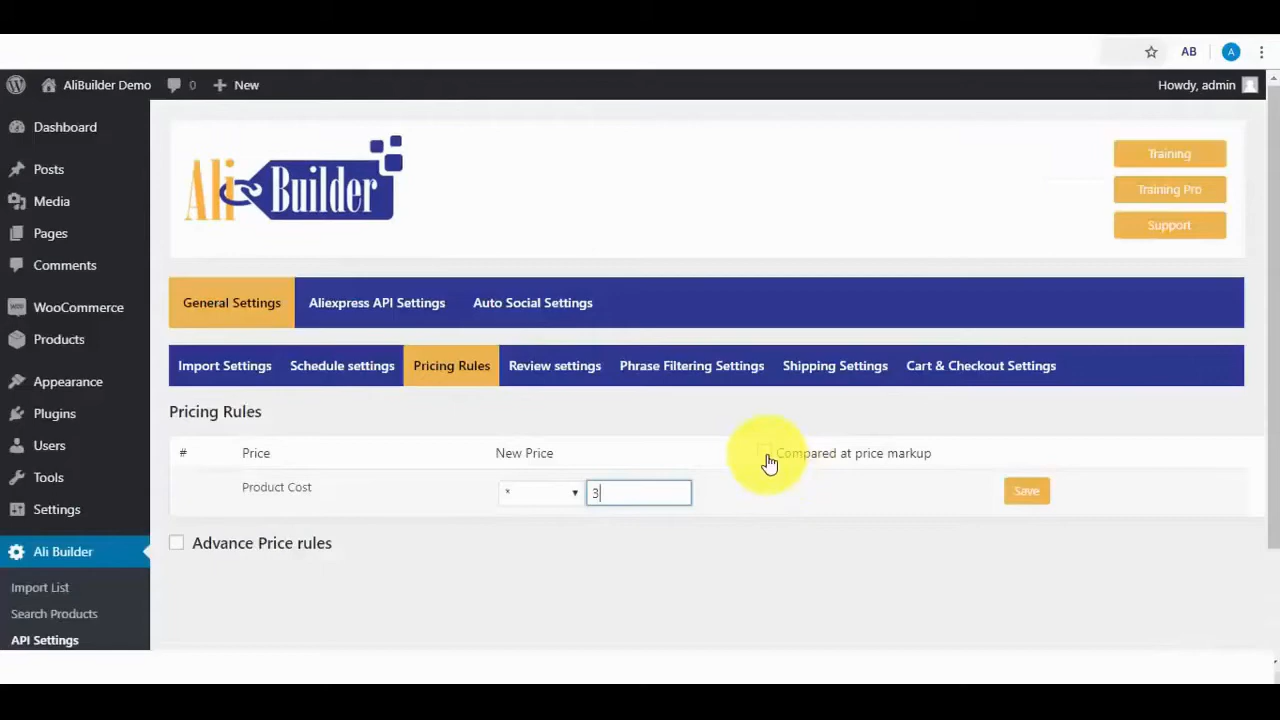 AB A
AliBuilder Demo 0 New Howdy, admin
Dashboard
Posts
Media
Pages
Comments
WooCommerce
Products
Appearance
Plugins
Users
Tools
Settings
Ali Builder
Import List
Search Products
API Settings
Ali Builder
Training
Training Pro
Support
General Settings Aliexpress API Settings Auto Social Settings
Import Settings Schedule settings Pricing Rules Review settings Phrase Filtering Settings Shipping Settings Cart & Checkout Settings
Pricing Rules
# Price New Price Compared at price markup
Product Cost * 3 Save
Advance Price rules